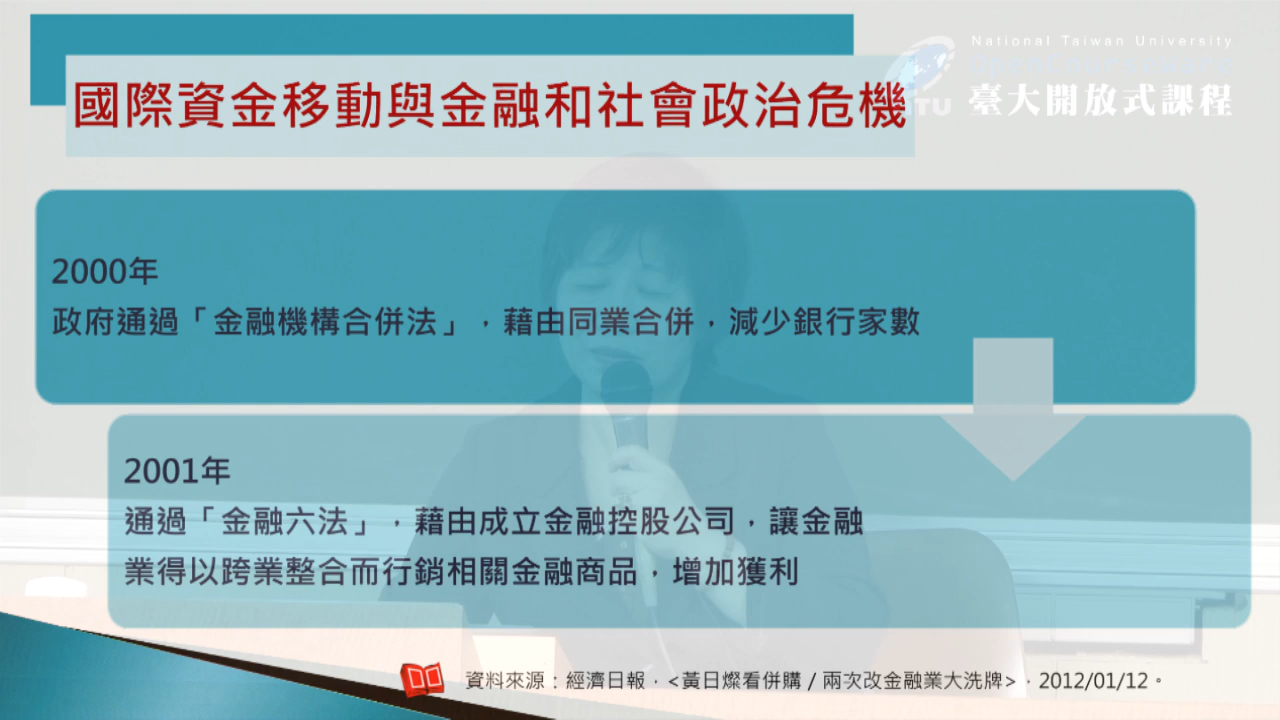 National Taiwan University
臺大開放式課程
國際資金移動與金融和社會政治危機
2000年
政府通過「金融機構合併法」，藉由同業合併，減少銀行家數
2001年
通過「金融六法」，藉由成立金融控股公司，讓金融
業得以跨業整合而行銷相關金融商品，增加獲利
資料來源：經濟日報，<黃日燦看併購/兩次改金融業大洗牌>，2012/01/12。